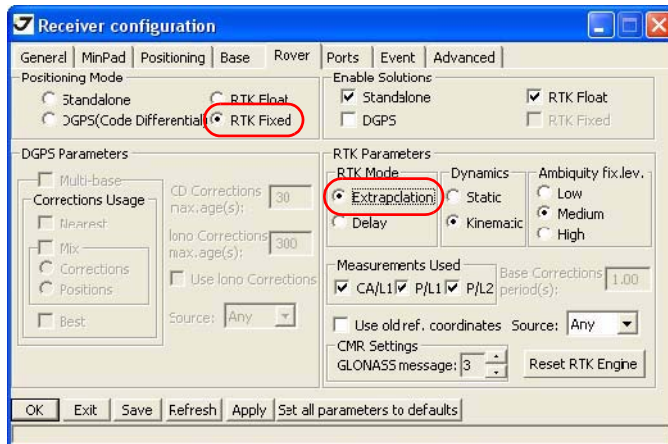 Receiver configuration
General MinPad Positioning Base Rover Ports Event Advanced
Positioning Mode
Standalone RTK Float
DGPS(Code Differential) RTK Fixed
Enable Solutions
Standalone RTK Float
DGPS RTK Fixed
DGPS Parameters
Multi-base
Corrections Usage
Nearest
Mix
Corrections
Positions
Best
CD Corrections
max.age(s): 30
Iono Corrections
max.age(s): 300
Use Iono Corrections
Source: Any
RTK Parameters
RTK Mode
Extrapolation
Delay
Dynamics
Static
Kinematic
Ambiquity fix.lev.
Low
Medium
High
Measurements Used
CA/L1 P/L1 P/L2
Base Corrections
period(s): 1.00
Use old ref. coordinates Source: Any
CMR Settings
GLONASS message: 3
Reset RTK Engine
OK Exit Save Refresh Apply Set all parameters to defaults